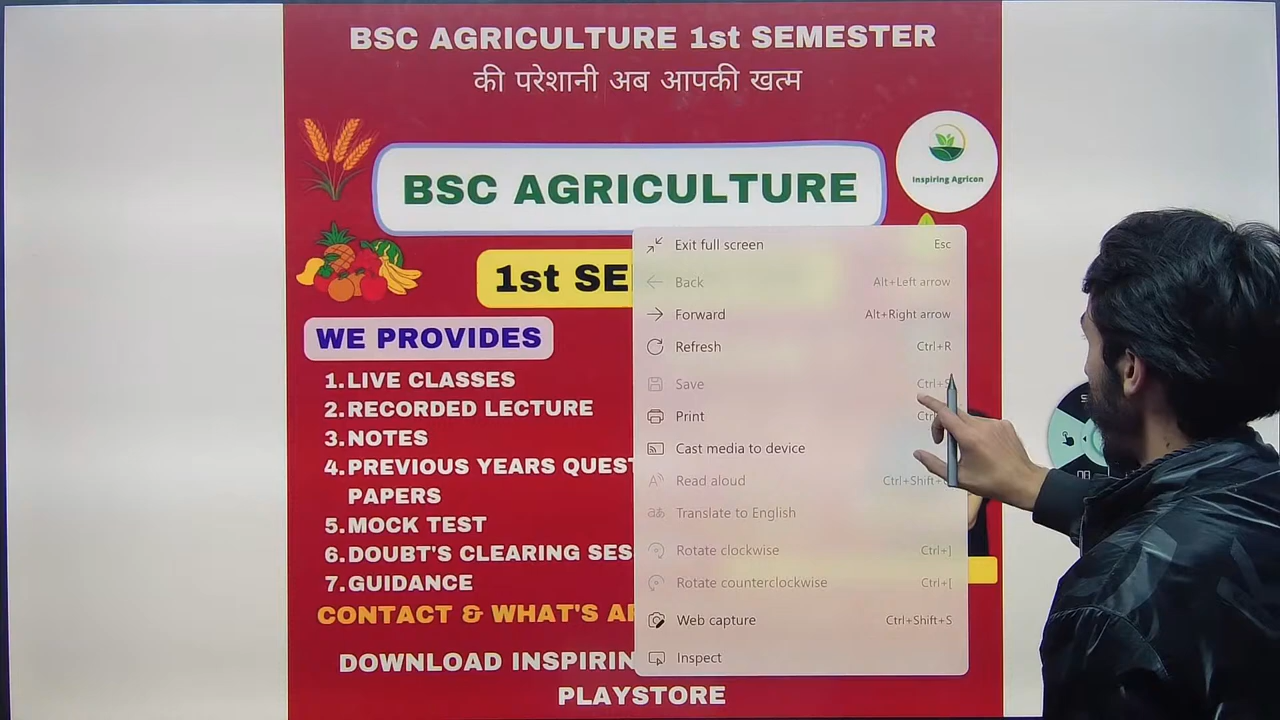 BSC AGRICULTURE 1st SEMESTER
की परेशानी अब आपकी खत्म
BSC AGRICULTURE
Inspiring Agricon
1st SE
WE PROVIDES
1. LIVE CLASSES
2. RECORDED LECTURE
3. NOTES
4. PREVIOUS YEARS QUEST
PAPERS
5. MOCK TEST
6. DOUBT'S CLEARING SES
7. GUIDANCE
CONTACT & WHAT'S AP
DOWNLOAD INSPIRIN
PLAYSTORE
Exit full screen Esc
Back Alt+Left arrow
Forward Alt+Right arrow
Refresh Ctrl+R
Save Ctrl+S
Print Ctrl
Cast media to device
Read aloud Ctrl+Shift+
Translate to English
Rotate clockwise Ctrl+]
Rotate counterclockwise Ctrl+[
Web capture Ctrl+Shift+S
Inspect